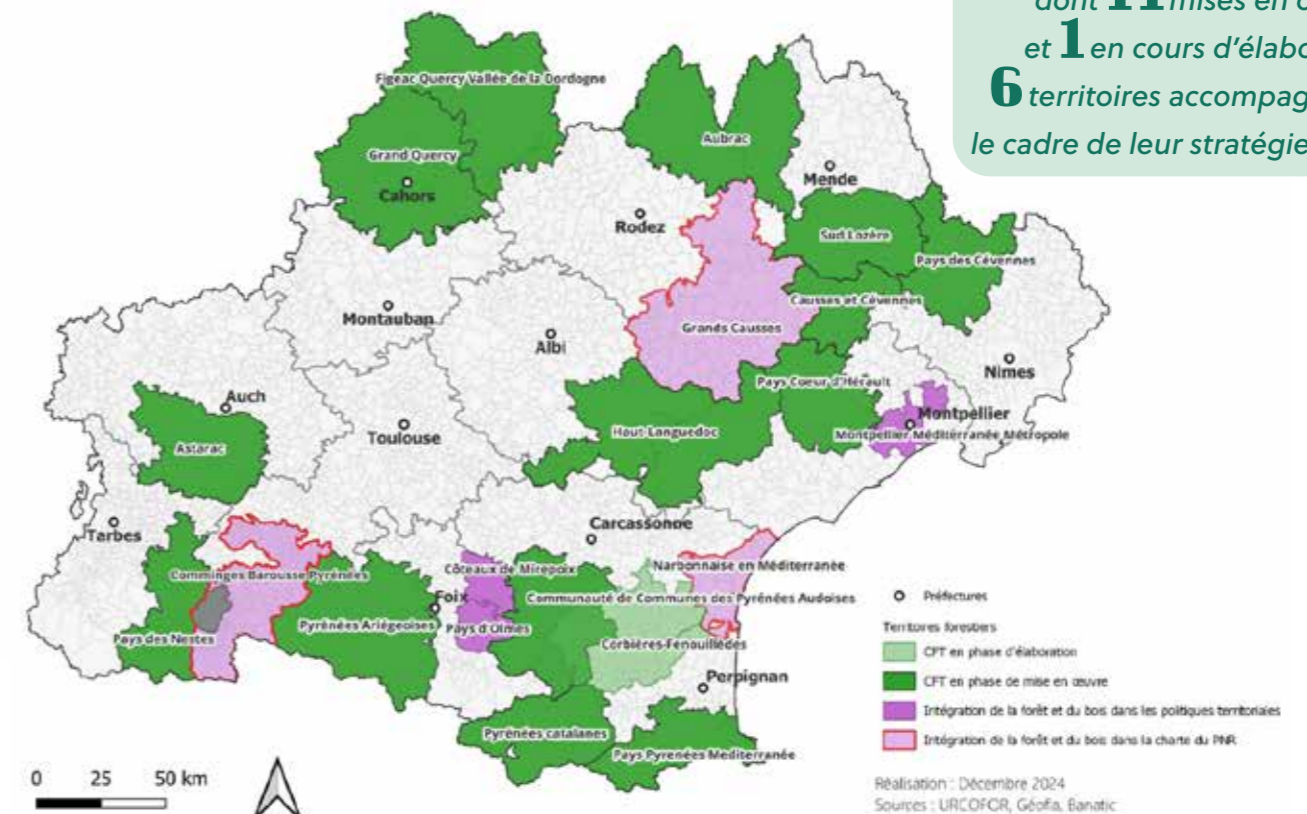 dont 11 mises en
et 1 en cours
6 territoires
le cadre de leur stratégie
Figeac Quercy Vallée de la Dordogne
Aubrac
Grand Quercy
Cahors
Mende
Rodez
Sud Lozère
Pays des Cévennes
Causses et Cévennes
Montauban
Grands Causses
Albi
Nimes
Pays Coeur d'Hérault
Auch
Montpellier
Toulouse
Haut-Languedoc
Montpellier Méditerranée Métropole
Astarac
Carcassonne
Tarbes
Côteaux de Mirepoix
Narbonnaise en Méditerranée
Comminges Barousse Pyrénées
Foix
Communauté de Communes des Pyrénées Audoises
Pays des Nestes
Pyrénées Ariégeoises
Pays d'Olmes
Corbières-Fenouillèdes
Perpignan
Pyrénées catalanes
Pays Pyrénées Méditerranée
Préfectures
Territoires forestiers
CFT en phase d'élaboration
CFT en phase de mise en œuvre
Intégration de la forêt et du bois dans les politiques territoriales
Intégration de la forêt et du bois dans la charte du PNR
0 25 50 km
Réalisation : Décembre 2024
Sources : URCOFOR, Géofla, Banatic